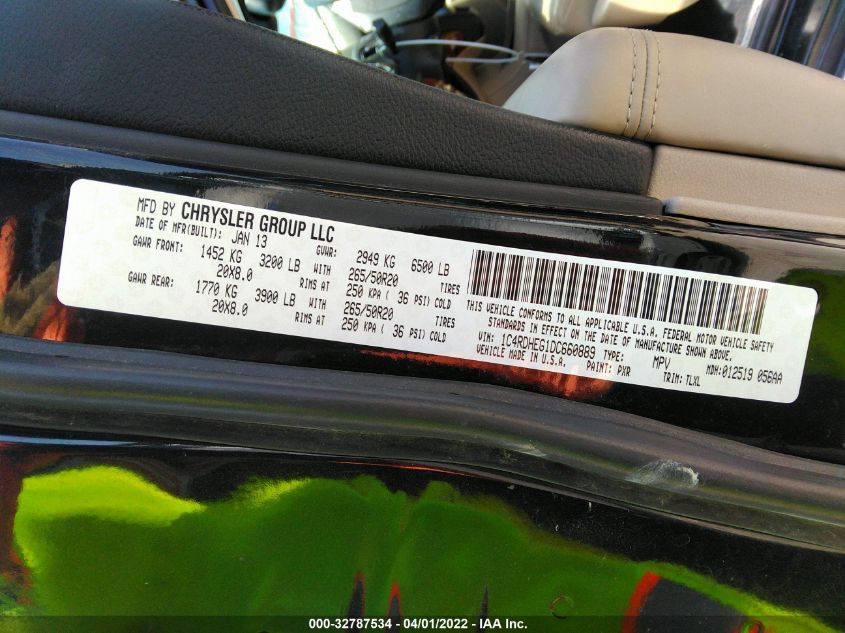 MFD BY CHRYSLER GROUP LLC
DATE OF MFR(BUILT): JAN 13 GVWR: 2949 KG 6500 LB
GAWR FRONT: 1452 KG 3200 LB WITH 265/50R20 TIRES
20X8.0 RIMS AT 250 KPA ( 36 PSI) COLD
GAWR REAR: 1770 KG 3900 LB WITH 265/50R20 TIRES
20X8.0 RIMS AT 250 KPA ( 36 PSI) COLD
THIS VEHICLE CONFORMS TO ALL APPLICABLE U.S.A. FEDERAL MOTOR VEHICLE SAFETY
STANDARDS IN EFFECT ON THE DATE OF MANUFACTURE SHOWN ABOVE.
VIN: 1C4RDHEG1DC660889 TYPE: MPV MDH:012519 056AA
VEHICLE MADE IN U.S.A. PAINT: PXR TRIM: TLXL
000-32787534 - 04/01/2022 - IAA Inc.